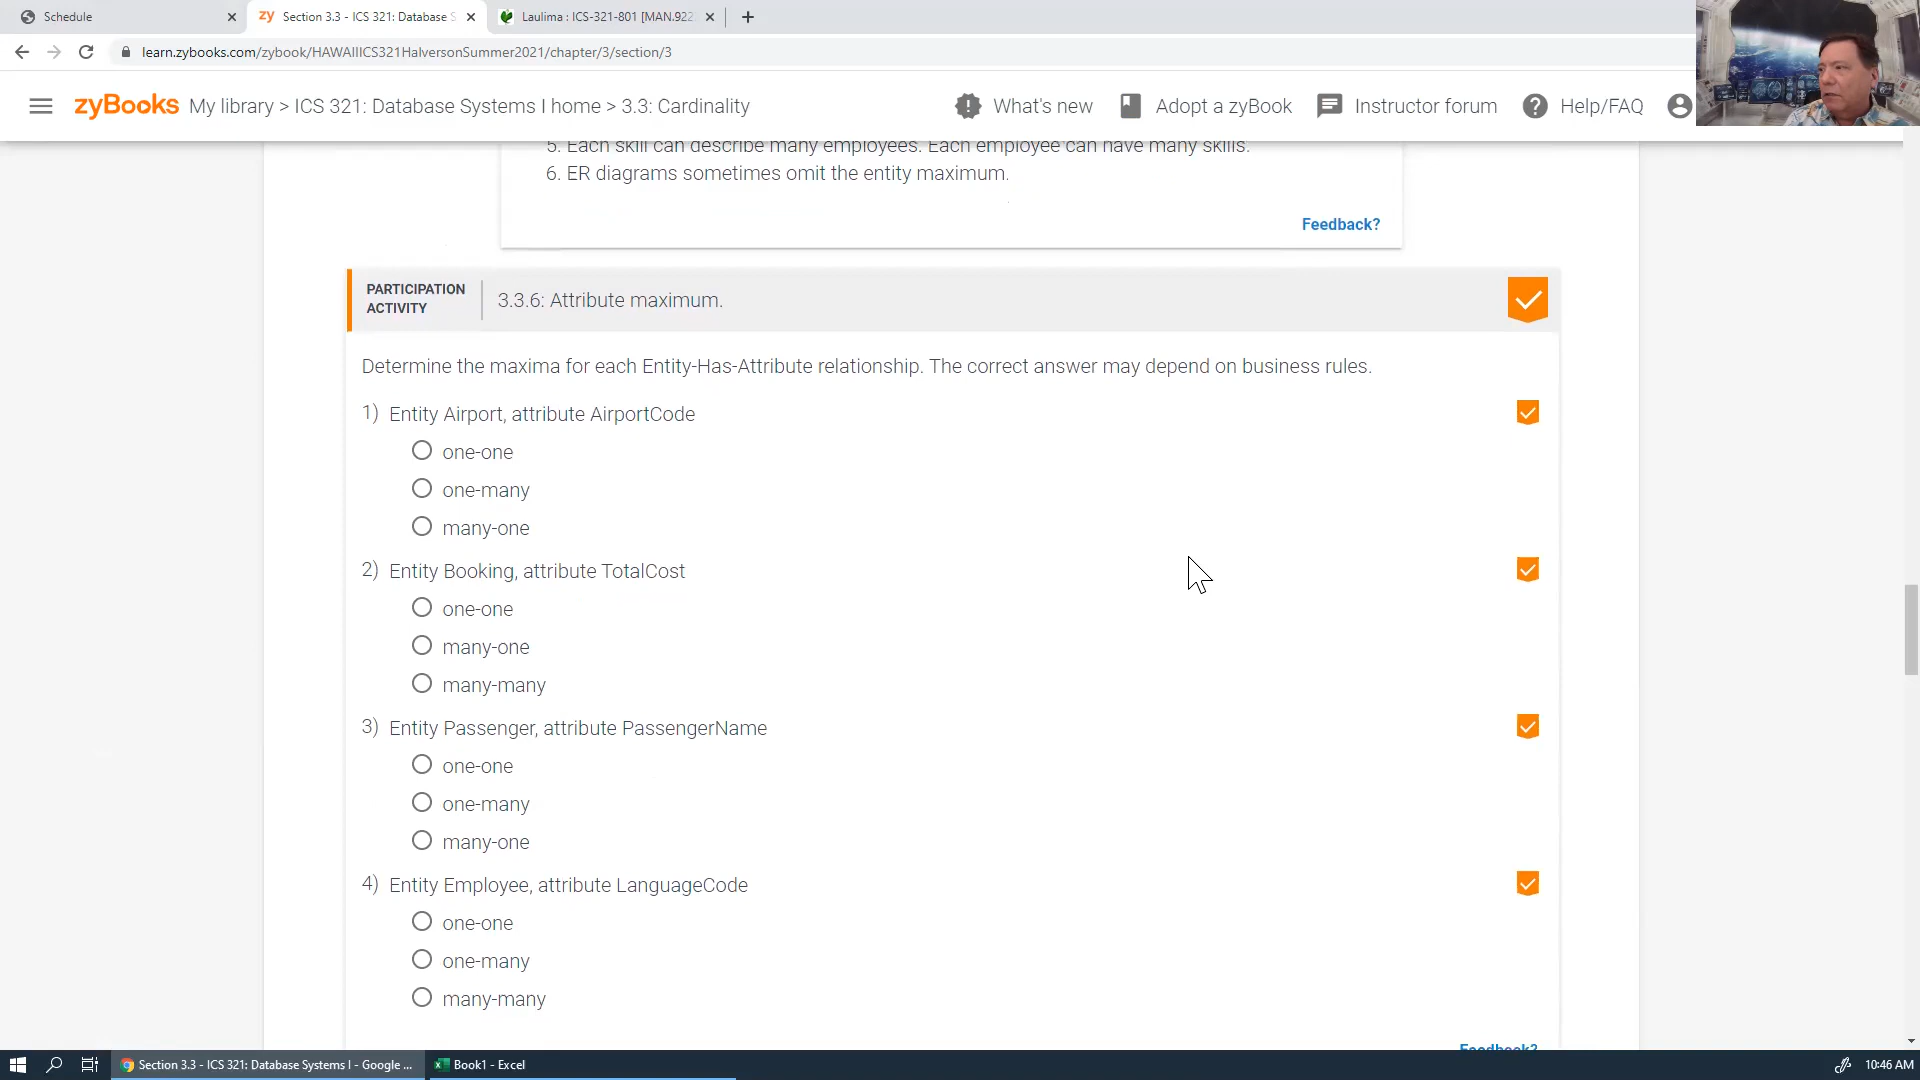 Schedule
zy Section 3.3 - ICS 321: Database S
Laulima : ICS-321-801 [MAN.922
learn.zybooks.com/zybook/HAWAIIICS321HalversonSummer2021/chapter/3/section/3
zyBooks My library > ICS 321: Database Systems I home > 3.3: Cardinality
What's new
Adopt a zyBook
Instructor forum
Help/FAQ
5. Each skill can describe many employees. Each employee can have many skills.
6. ER diagrams sometimes omit the entity maximum.
Feedback?
PARTICIPATION
ACTIVITY
3.3.6: Attribute maximum.
Determine the maxima for each Entity-Has-Attribute relationship. The correct answer may depend on business rules.
1) Entity Airport, attribute AirportCode
one-one
one-many
many-one
2) Entity Booking, attribute TotalCost
one-one
many-one
many-many
3) Entity Passenger, attribute PassengerName
one-one
one-many
many-one
4) Entity Employee, attribute LanguageCode
one-one
one-many
many-many
Feedback?
Section 3.3 - ICS 321: Database Systems I - Google ...
Book1 - Excel
10:46 AM